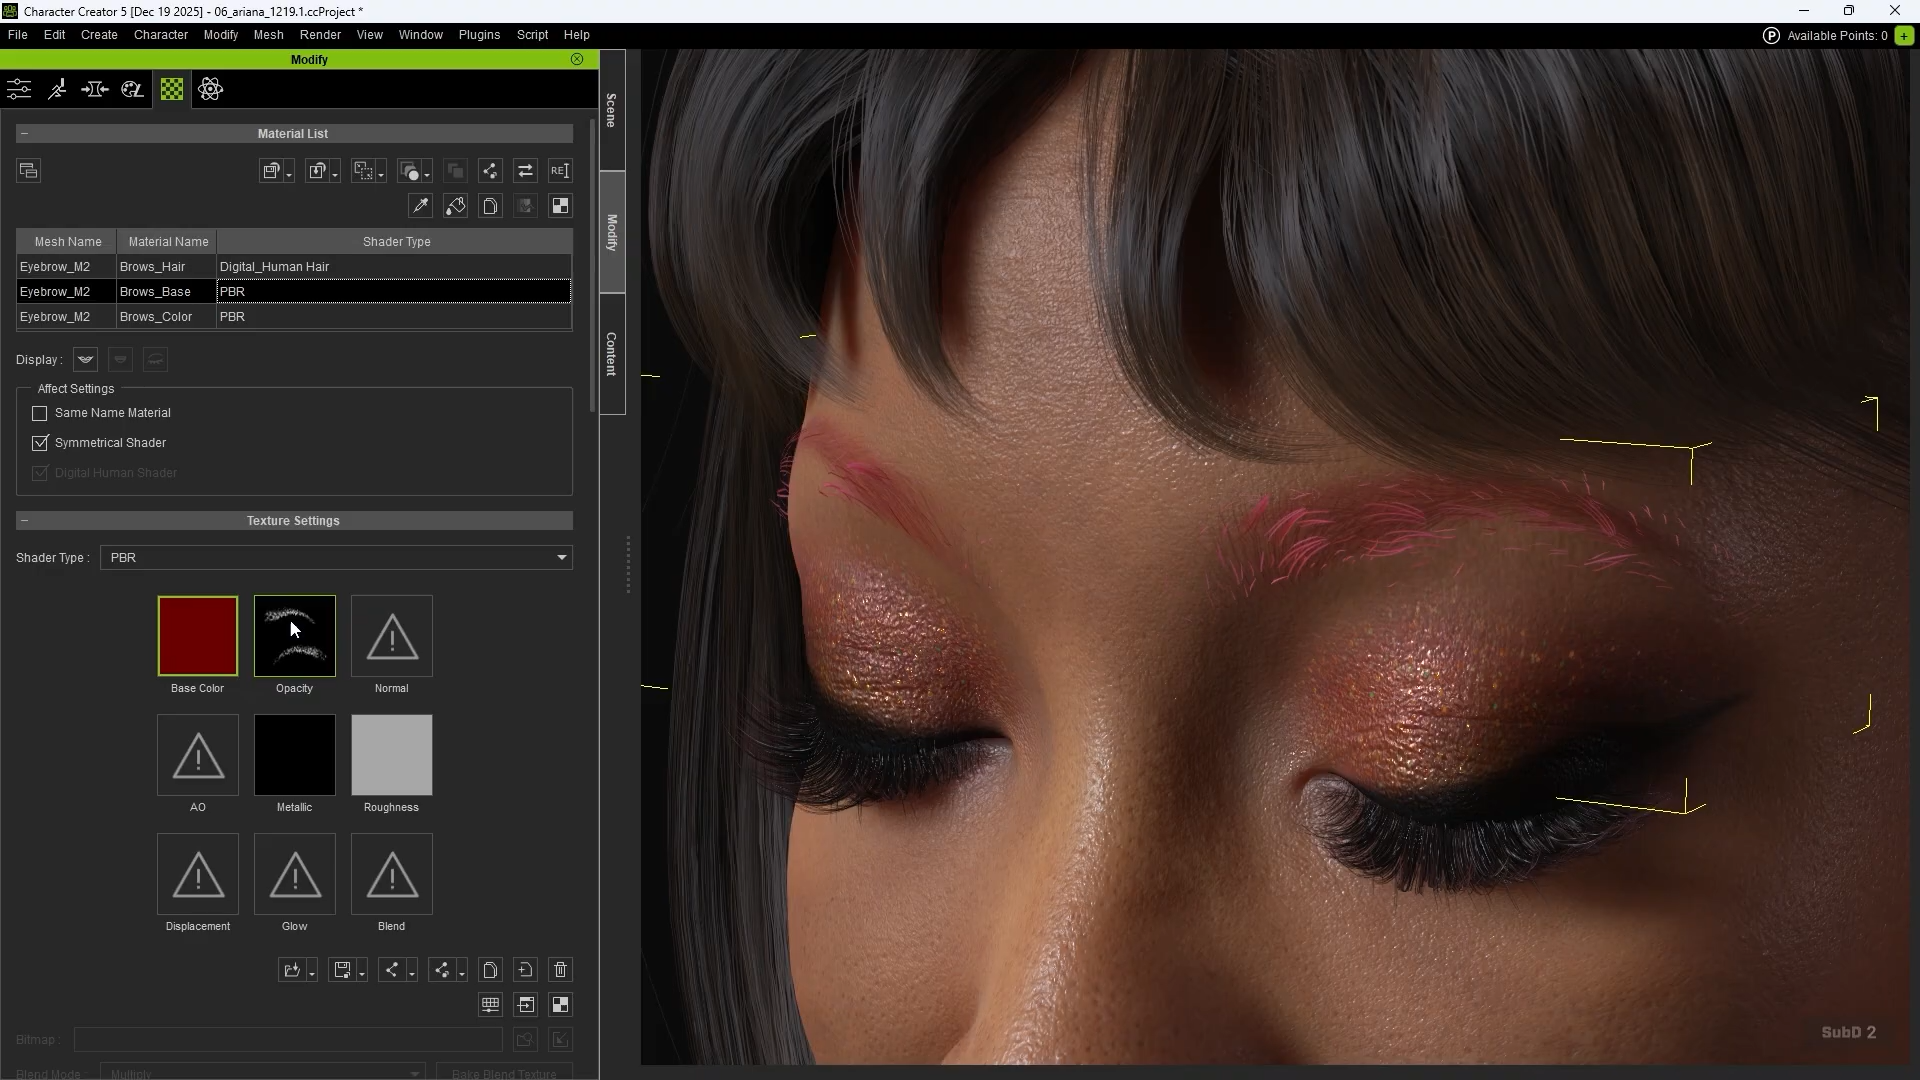 Character Creator 5 [Dec 19 2025] - 06_ariana_1219.1.ccProject *
File Edit Create Character Modify Mesh Render View Window Plugins Script Help
Available Points: 0
Modify
Scene
Modify
Content
Material List
REI
Mesh Name Material Name Shader Type
Eyebrow_M2 Brows_Hair Digital_Human Hair
Eyebrow_M2 Brows_Base PBR
Eyebrow_M2 Brows_Color PBR
Display :
Affect Settings
Same Name Material
Symmetrical Shader
Digital Human Shader
Texture Settings
Shader Type : PBR
Base Color Opacity Normal
AO Metallic Roughness
Displacement Glow Blend
Bitmap :
Blend Mode : Multiply Bake Blend Texture
SubD 2